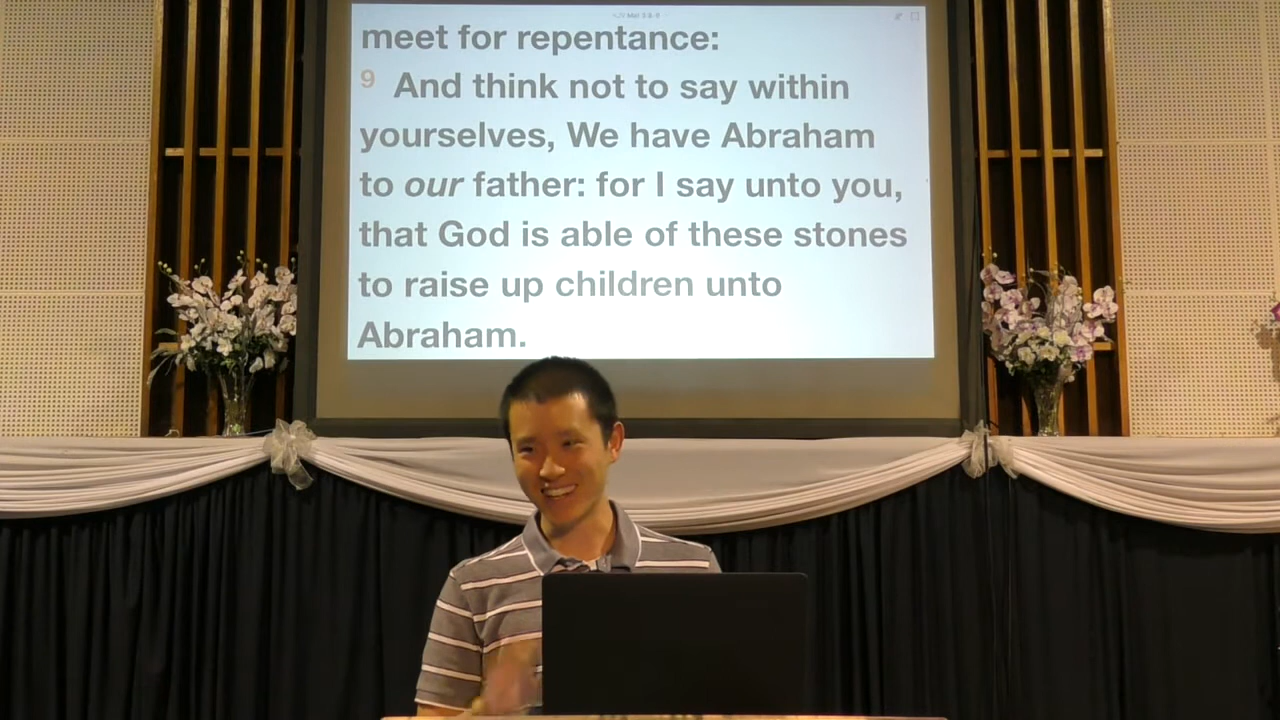 meet for repentance:
9 And think not to say within
yourselves, We have Abraham
to our father: for I say unto you,
that God is able of these stones
to raise up children unto
Abraham.